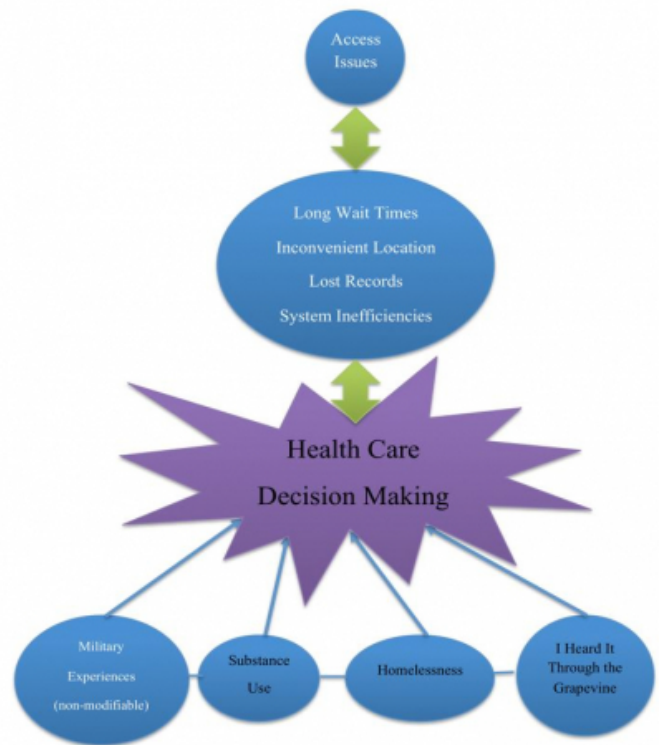 Access
Issues
Long Wait Times
Inconvenient Location
Lost Records
System Inefficiencies
Health Care
Decision Making
Military
Experiences
(non-modifiable)
Substance
Use
Homelessness
I Heard It
Through the
Grapevine